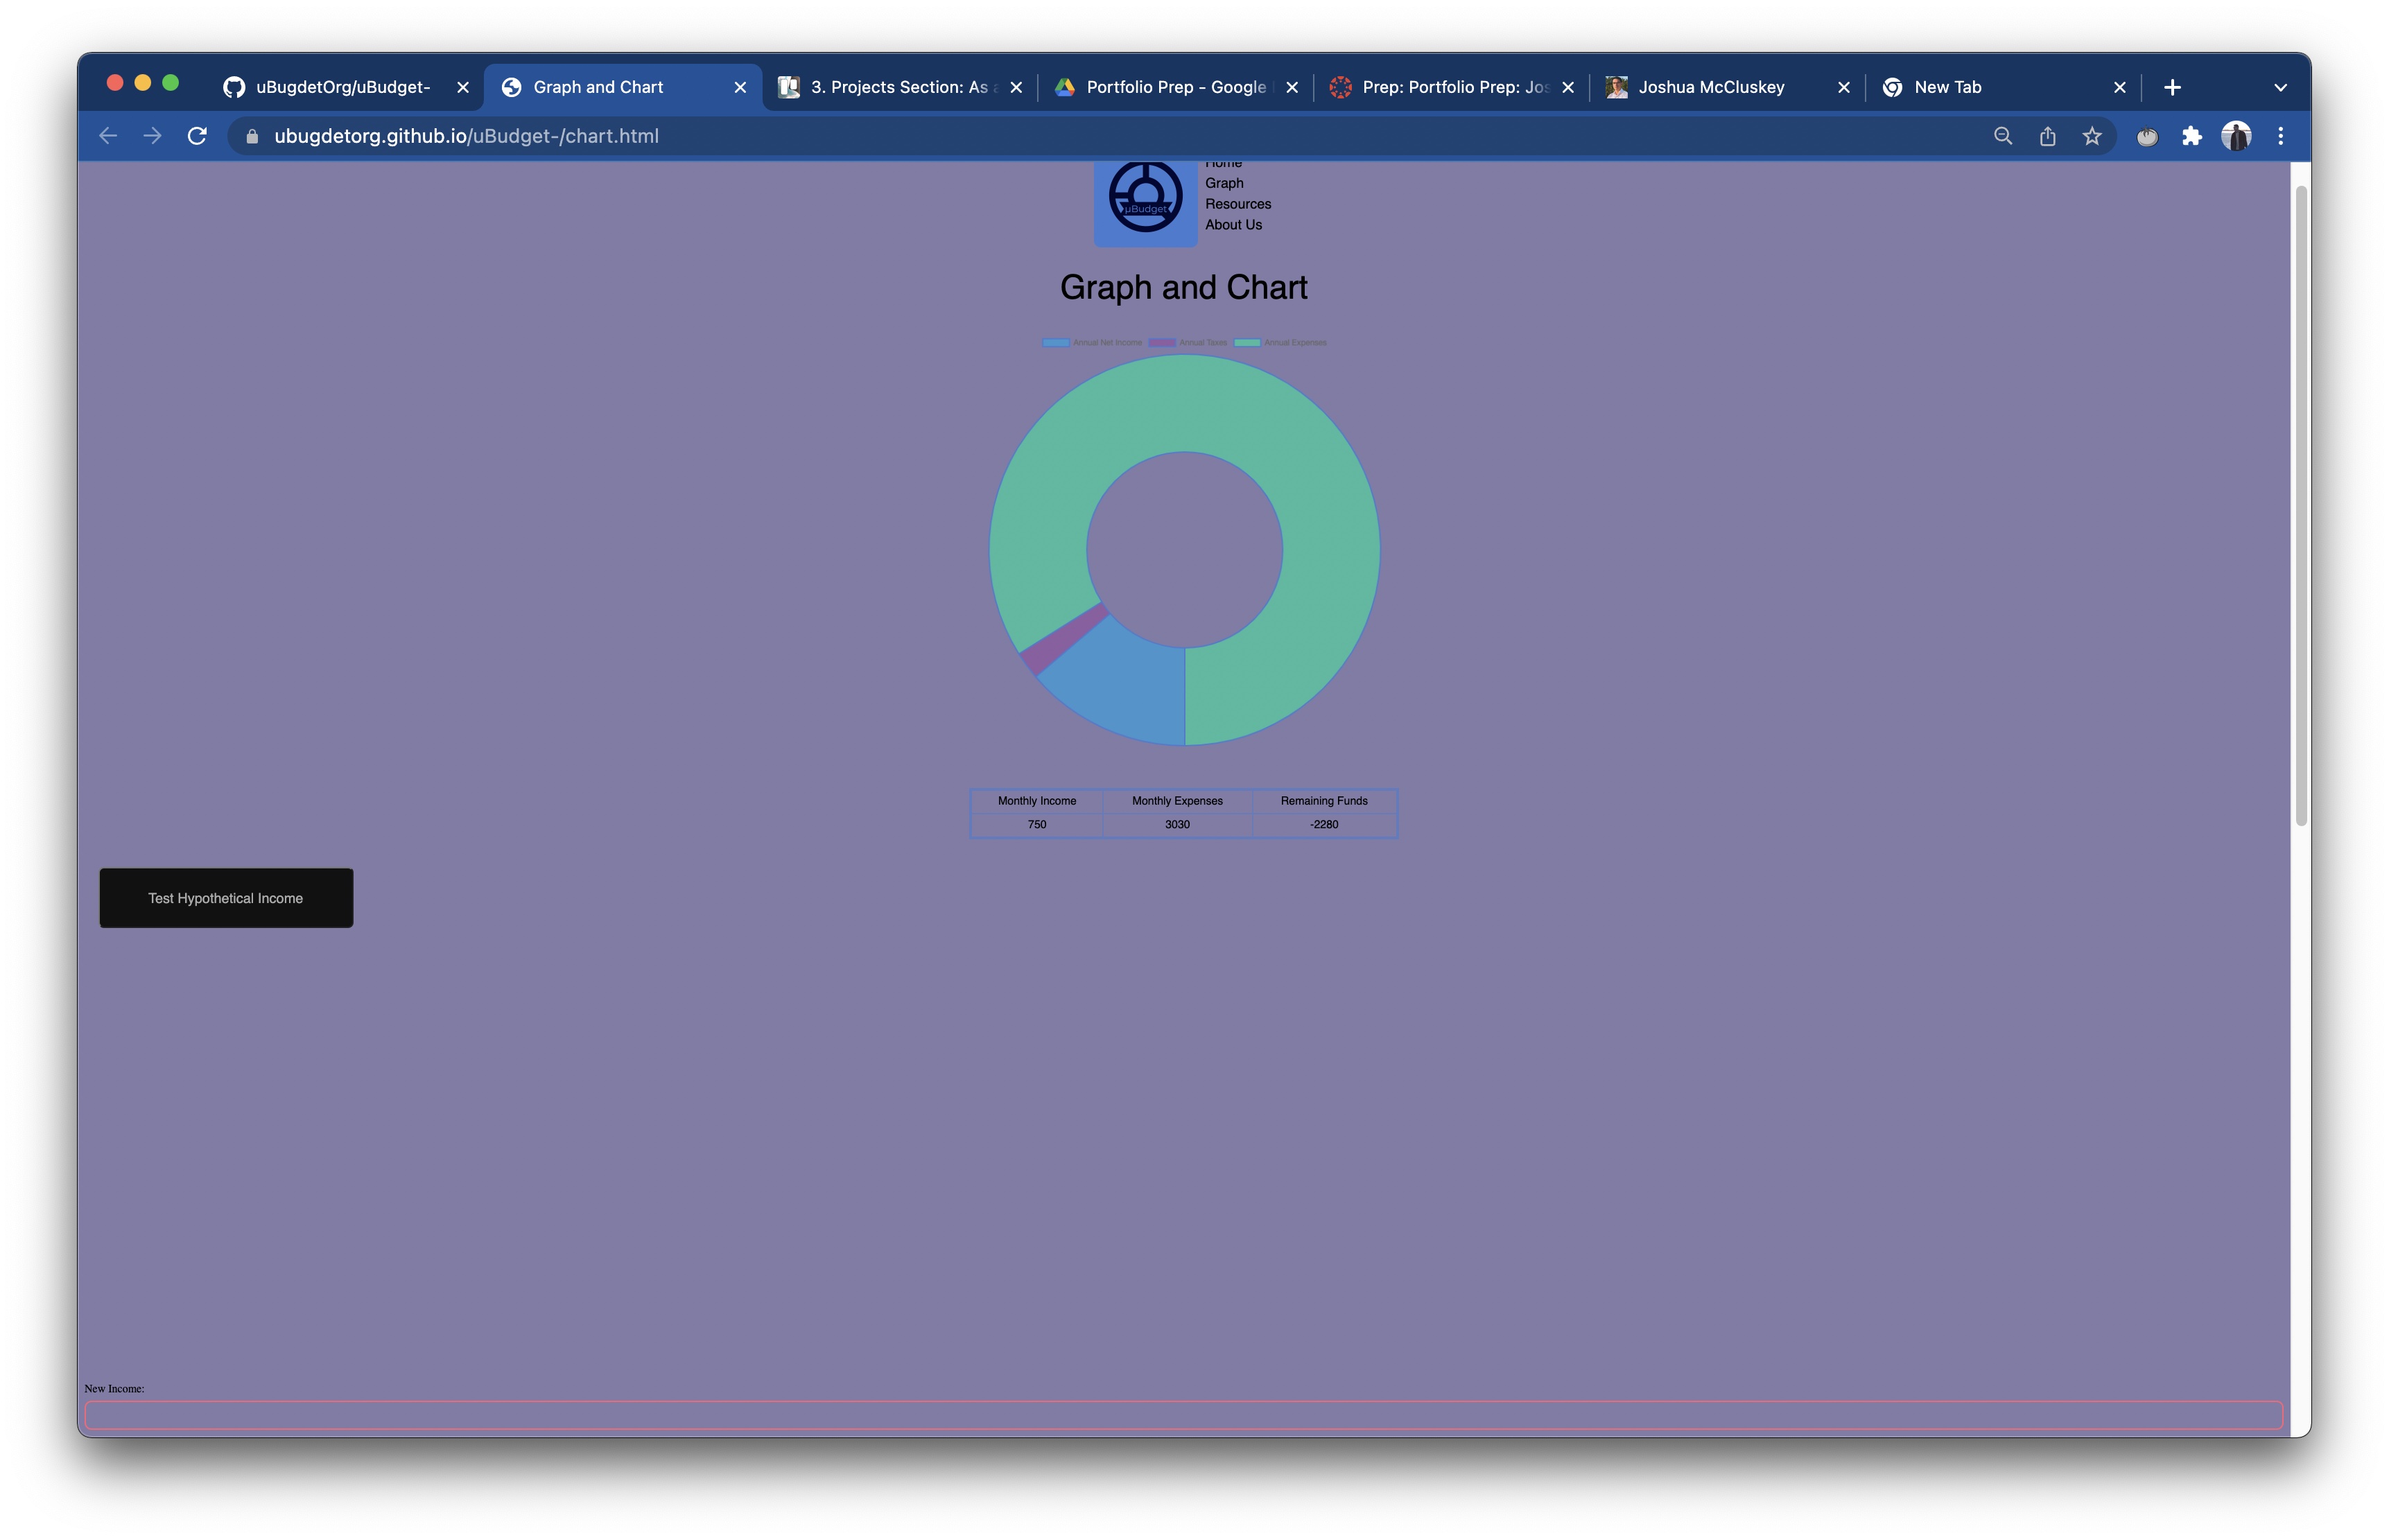 uBugdetOrg/uBudget-
Graph and Chart
3. Projects Section: As a
Portfolio Prep - Google
Prep: Portfolio Prep: Jos
Joshua McCluskey
New Tab
ubugdetorg.github.io/uBudget-/chart.html
Home
Graph
Resources
About Us
μBudget
Graph and Chart
Annual Net Income Annual Taxes Annual Expenses
Monthly Income Monthly Expenses Remaining Funds
750 3030 -2280
Test Hypothetical Income
New Income: